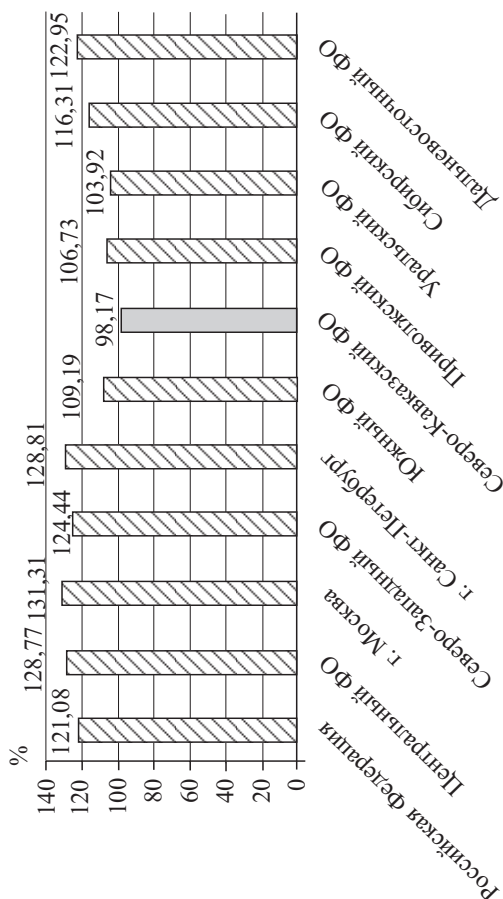 %
140
120
100
80
60
40
20
0
121,08
128,77
131,31
124,44
128,81
109,19
98,17
106,73
103,92
116,31
122,95
Российская Федерация
Центральный ФО
г. Москва
Северо-Западный ФО
г. Санкт-Петербург
Южный ФО
Северо-Кавказский ФО
Приволжский ФО
Уральский ФО
Сибирский ФО
Дальневосточный ФО